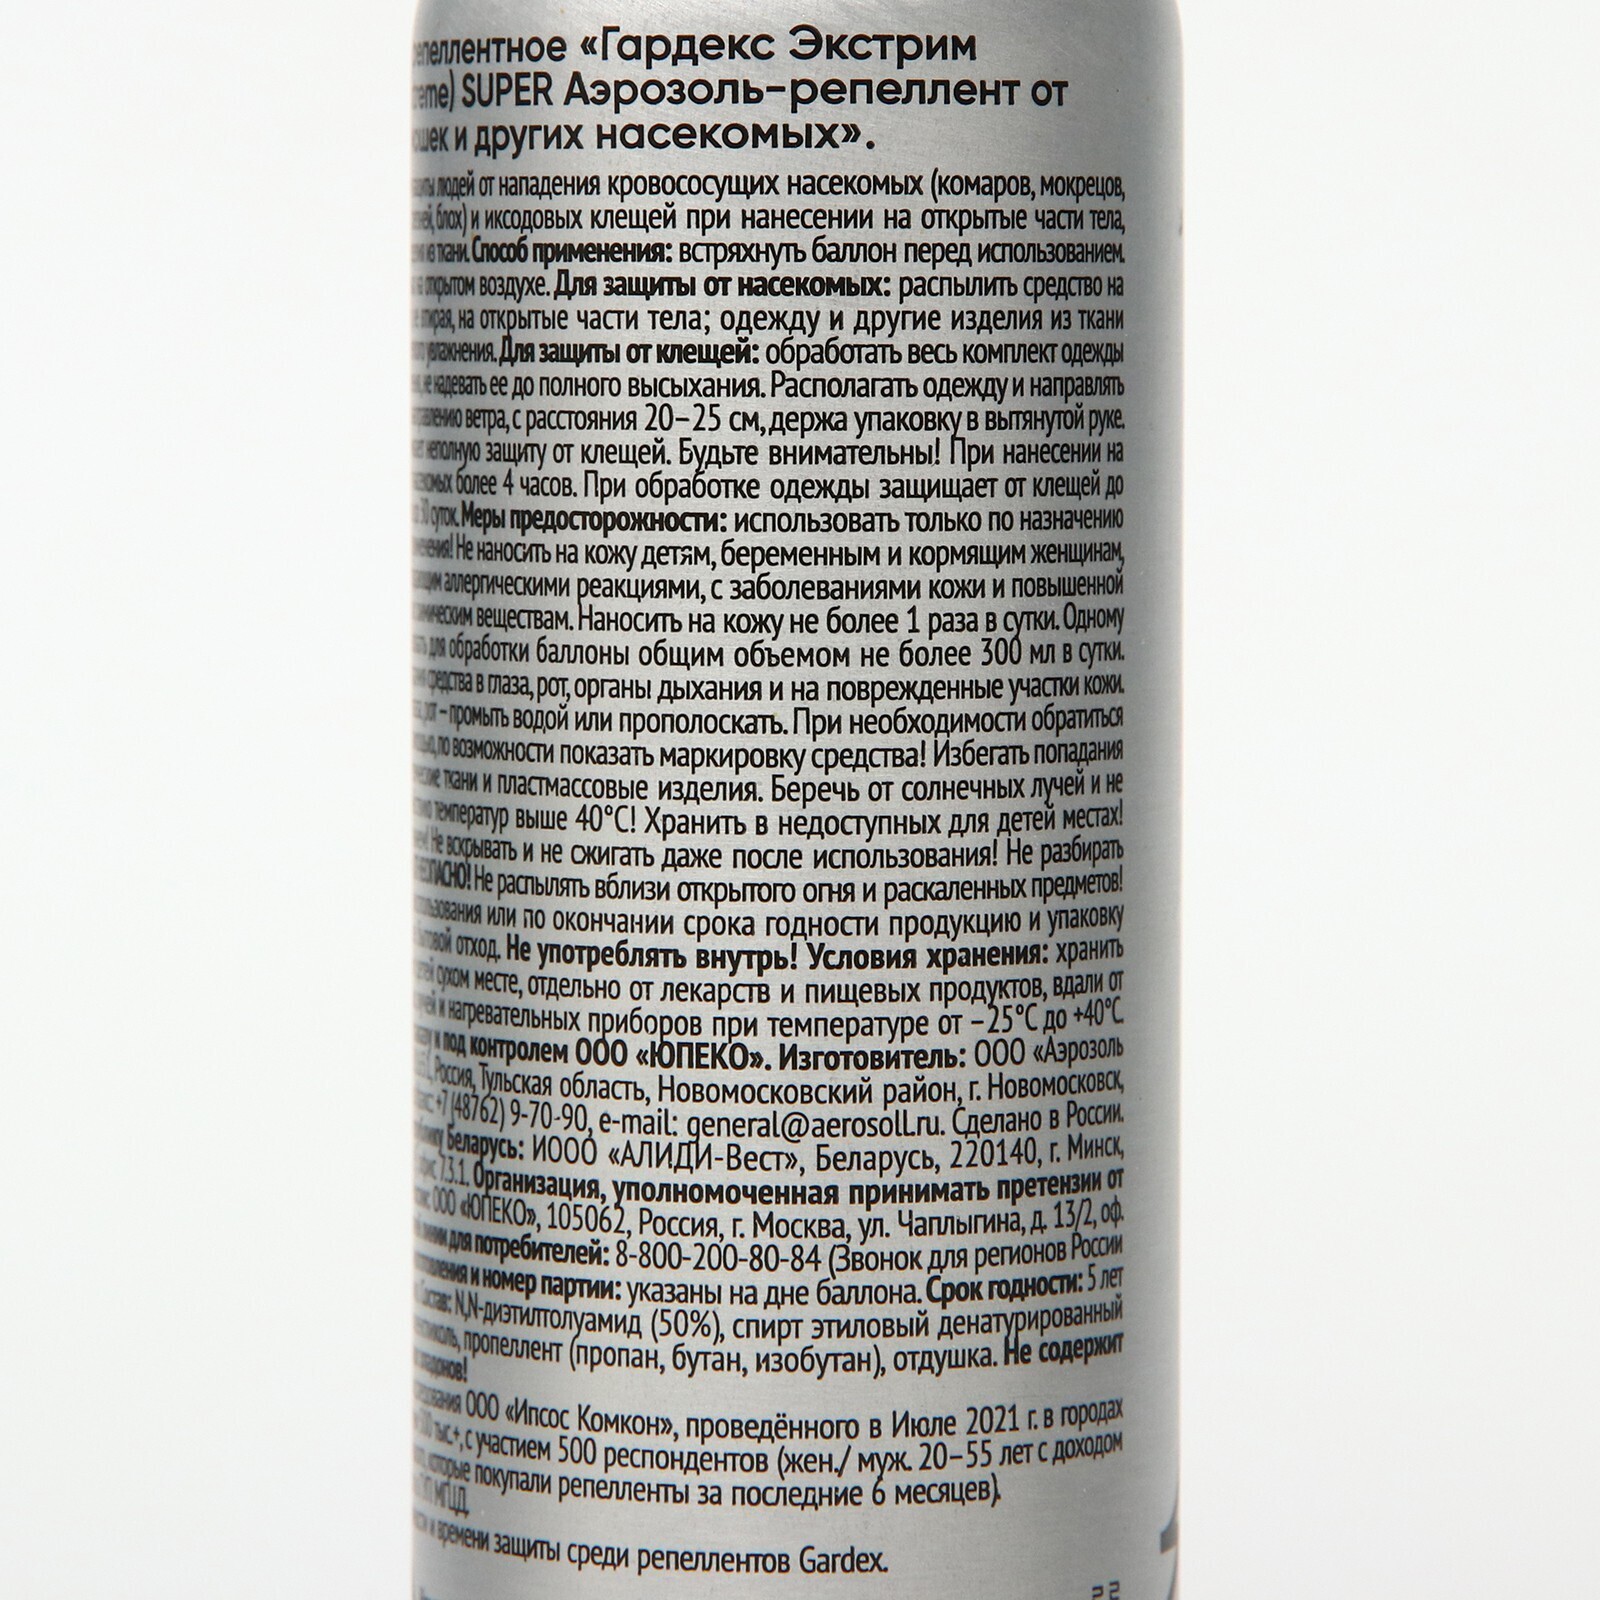 «Гардекс Экстрим
SUPER Аэрозоль-репеллент от
и других насекомых».
людей от нападения кровососущих насекомых (комаров, мокрецов,
блох) и иксодовых клещей при нанесении на открытые части тела,
из ткани. Способ применения: встряхнуть баллон перед использованием.
открытом воздухе. Для защиты от насекомых: распылить средство на
втирая, на открытые части тела; одежду и другие изделия из ткани
увлажнения. Для защиты от клещей: обработать весь комплект одежды
не надевать ее до полного высыхания. Располагать одежду и направлять
ветра, с расстояния 20–25 см, держа упаковку в вытянутой руке.
неполную защиту от клещей. Будьте внимательны! При нанесении на
более 4 часов. При обработке одежды защищает от клещей до
суток. Меры предосторожности: использовать только по назначению
Не наносить на кожу детям, беременным и кормящим женщинам,
аллергическими реакциями, с заболеваниями кожи и повышенной
веществам. Наносить на кожу не более 1 раза в сутки. Одному
для обработки баллоны общим объемом не более 300 мл в сутки.
средства в глаза, рот, органы дыхания и на поврежденные участки кожи.
рот – промыть водой или прополоскать. При необходимости обратиться
по возможности показать маркировку средства! Избегать попадания
ткани и пластмассовые изделия. Беречь от солнечных лучей и не
температур выше 40°С! Хранить в недоступных для детей местах!
Не вскрывать и не сжигать даже после использования! Не разбирать
Не распылять вблизи открытого огня и раскаленных предметов!
или по окончании срока годности продукцию и упаковку
бытовой отход. Не употреблять внутрь! Условия хранения: хранить
сухом месте, отдельно от лекарств и пищевых продуктов, вдали от
и нагревательных приборов при температуре от –25°С до +40°С.
и под контролем ООО «ЮПЕКО». Изготовитель: ООО «Аэрозоль
Россия, Тульская область, Новомосковский район, г. Новомосковск,
+7 (48762) 9-70-90, e-mail: general@aerosoll.ru. Сделано в России.
Беларусь: ИООО «АЛИДИ-Вест», Беларусь, 220140, г. Минск,
7.3.1. Организация, уполномоченная принимать претензии от
ООО «ЮПЕКО», 105062, Россия, г. Москва, ул. Чаплыгина, д. 13/2, оф.
линии для потребителей: 8-800-200-80-84 (Звонок для регионов России
и номер партии: указаны на дне баллона. Срок годности: 5 лет
Состав: N,N-диэтилтолуамид (50%), спирт этиловый денатурированный
пропеллент (пропан, бутан, изобутан), отдушка. Не содержит
ООО «Ипсос Комкон», проведённого в Июле 2021 г. в городах
с участием 500 респондентов (жен./ муж. 20–55 лет с доходом
которые покупали репелленты за последние 6 месяцев).
и времени защиты среди репеллентов Gardex.